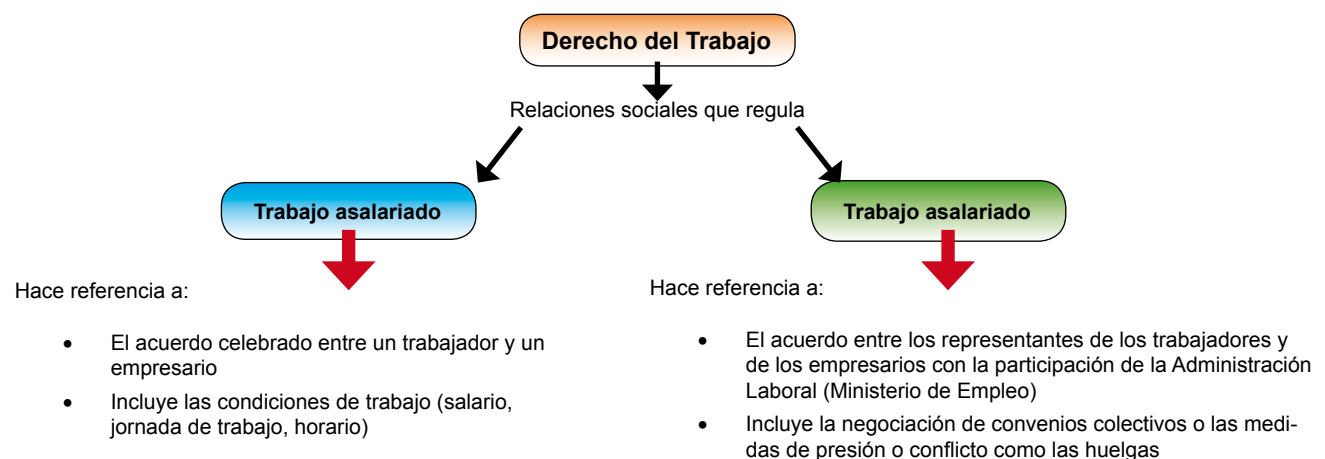 Derecho del Trabajo
Relaciones sociales que regula
Trabajo asalariado
Trabajo asalariado
Hace referencia a:
• El acuerdo celebrado entre un trabajador y un
empresario
• Incluye las condiciones de trabajo (salario,
jornada de trabajo, horario)
Hace referencia a:
• El acuerdo entre los representantes de los trabajadores y
de los empresarios con la participación de la Administración
Laboral (Ministerio de Empleo)
• Incluye la negociación de convenios colectivos o las medi-
das de presión o conflicto como las huelgas